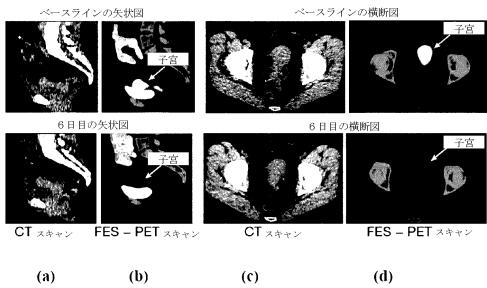 ベースラインの矢状図 ベースラインの横断図
子宮 子宮
6日目の矢状図 6日目の横断図
子宮 子宮
CT スキャン FES – PET スキャン CT スキャン FES – PET スキャン
(a) (b) (c) (d)